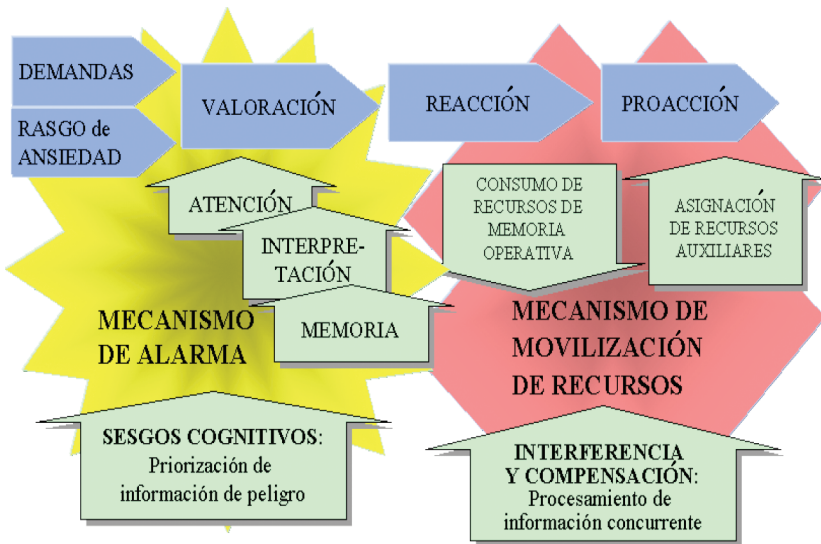 DEMANDAS
RASGO de
ANSIEDAD
VALORACIÓN
REACCIÓN
PROACCIÓN
ATENCIÓN
INTERPRE-
TACIÓN
MEMORIA
CONSUMO DE
RECURSOS DE
MEMORIA
OPERATIVA
ASIGNACIÓN
DE RECURSOS
AUXILIARES
MECANISMO
DE ALARMA
MECANISMO DE
MOVILIZACIÓN
DE RECURSOS
SESGOS COGNITIVOS:
Priorización de
información de peligro
INTERFERENCIA
Y COMPENSACIÓN:
Procesamiento de
información concurrente